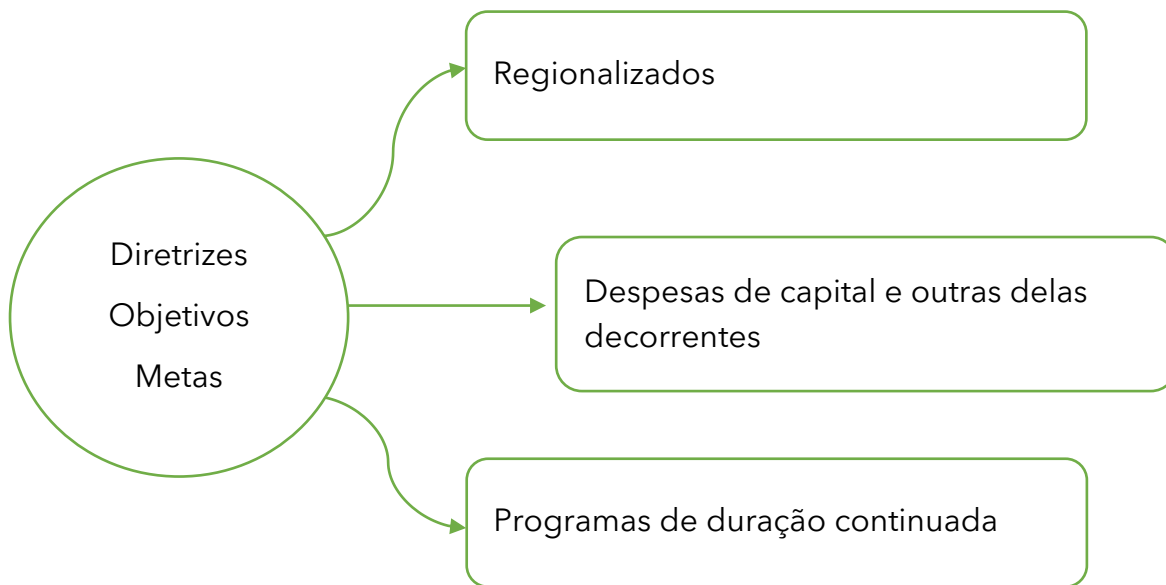 Diretrizes
Objetivos
Metas
Regionalizados
Despesas de capital e outras delas
decorrentes
Programas de duração continuada